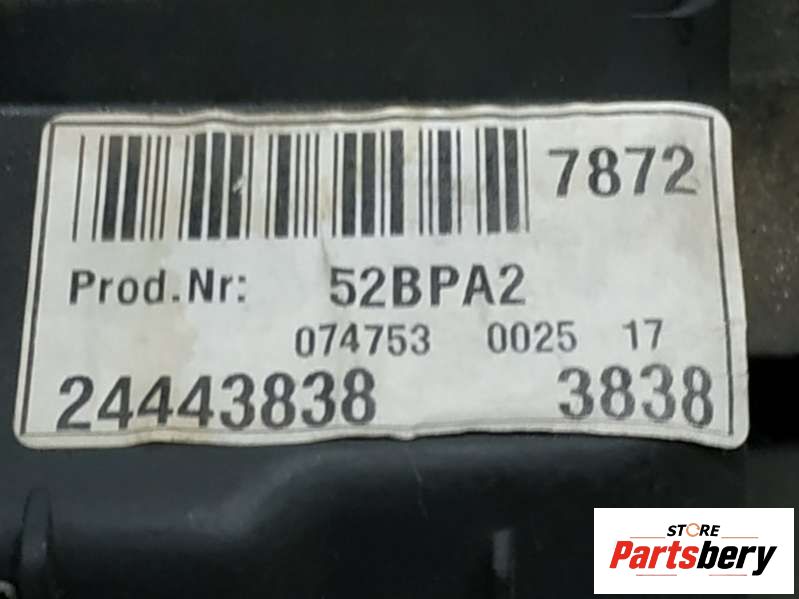 7872
Prod.Nr: 52BPA2
074753 0025 17
24443838 3838
STORE
Partsbery